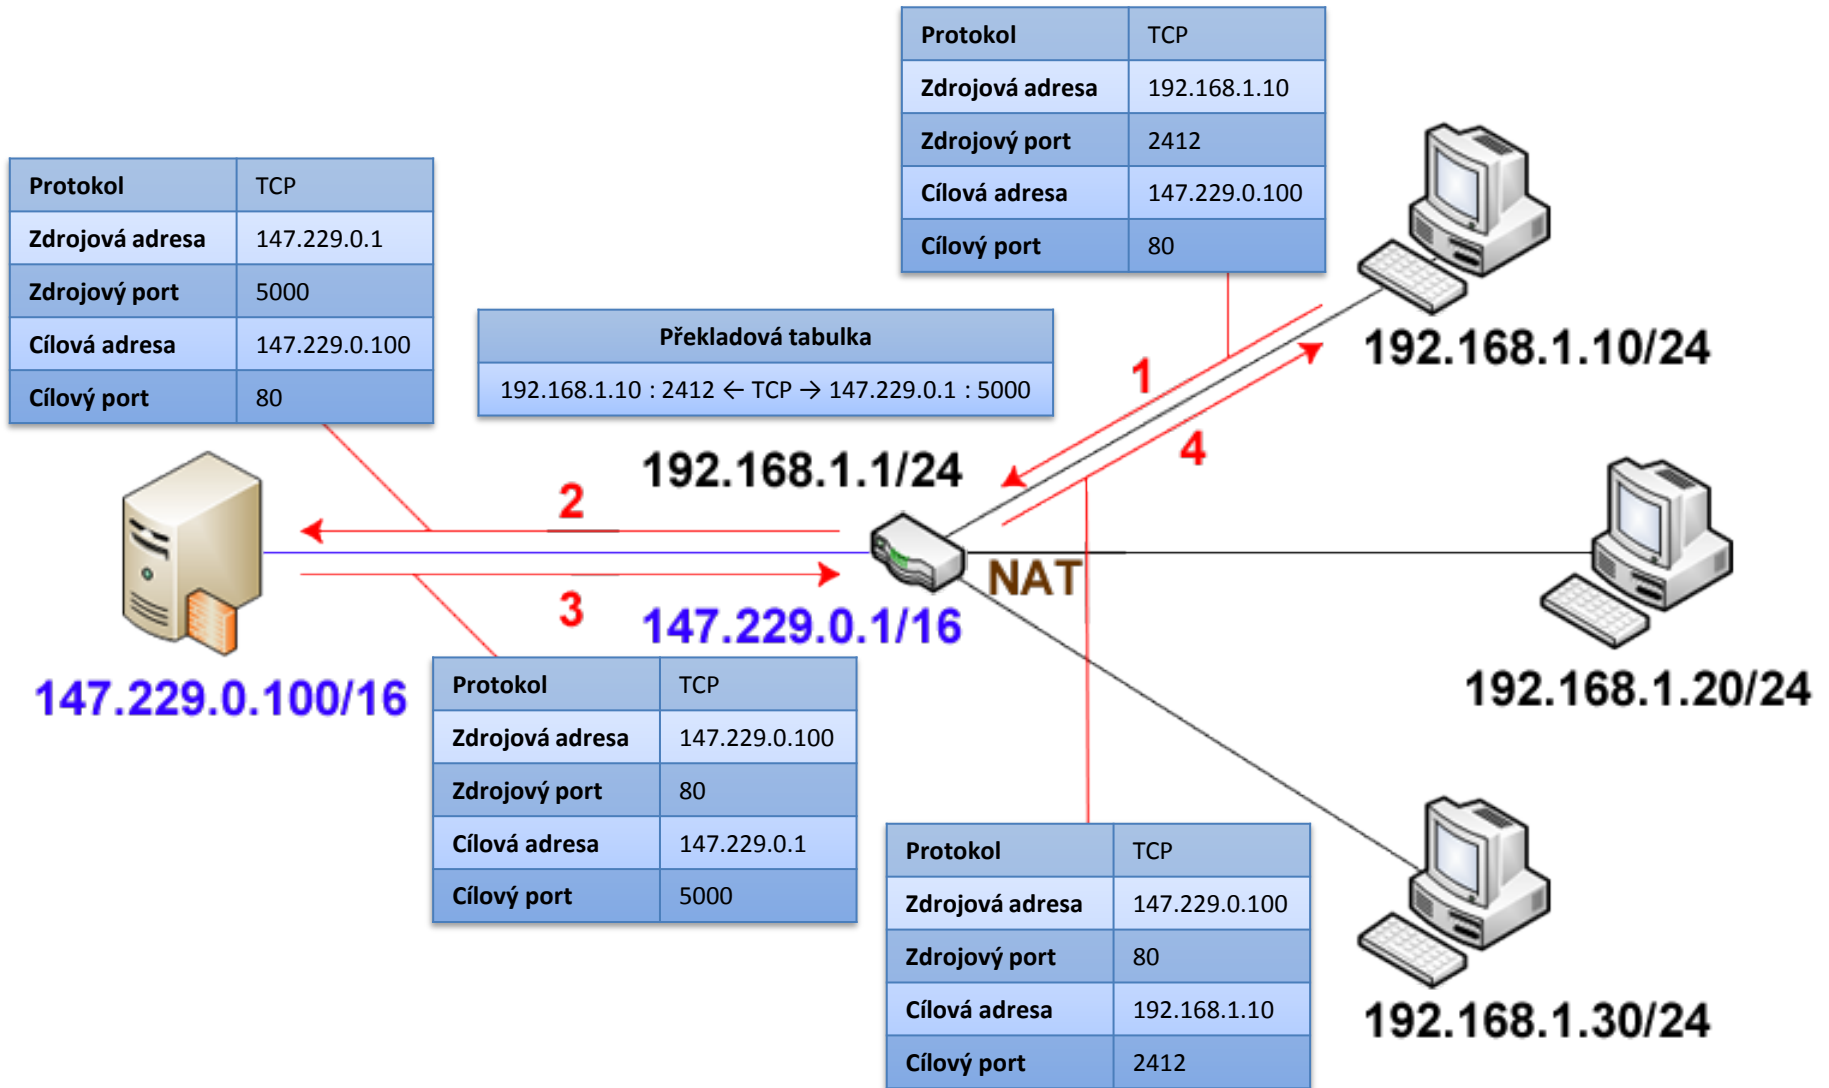 Protokol TCP
Zdrojová adresa 192.168.1.10
Zdrojový port 2412
Cílová adresa 147.229.0.100
Cílový port 80
Protokol TCP
Zdrojová adresa 147.229.0.1
Zdrojový port 5000
Cílová adresa 147.229.0.100
Cílový port 80
Překladová tabulka
192.168.1.10 : 2412 ← TCP → 147.229.0.1 : 5000
192.168.1.10/24
1
4
192.168.1.1/24
2
NAT
3
147.229.0.1/16
147.229.0.100/16
192.168.1.20/24
Protokol TCP
Zdrojová adresa 147.229.0.100
Zdrojový port 80
Cílová adresa 147.229.0.1
Cílový port 5000
Protokol TCP
Zdrojová adresa 147.229.0.100
Zdrojový port 80
Cílová adresa 192.168.1.10
Cílový port 2412
192.168.1.30/24